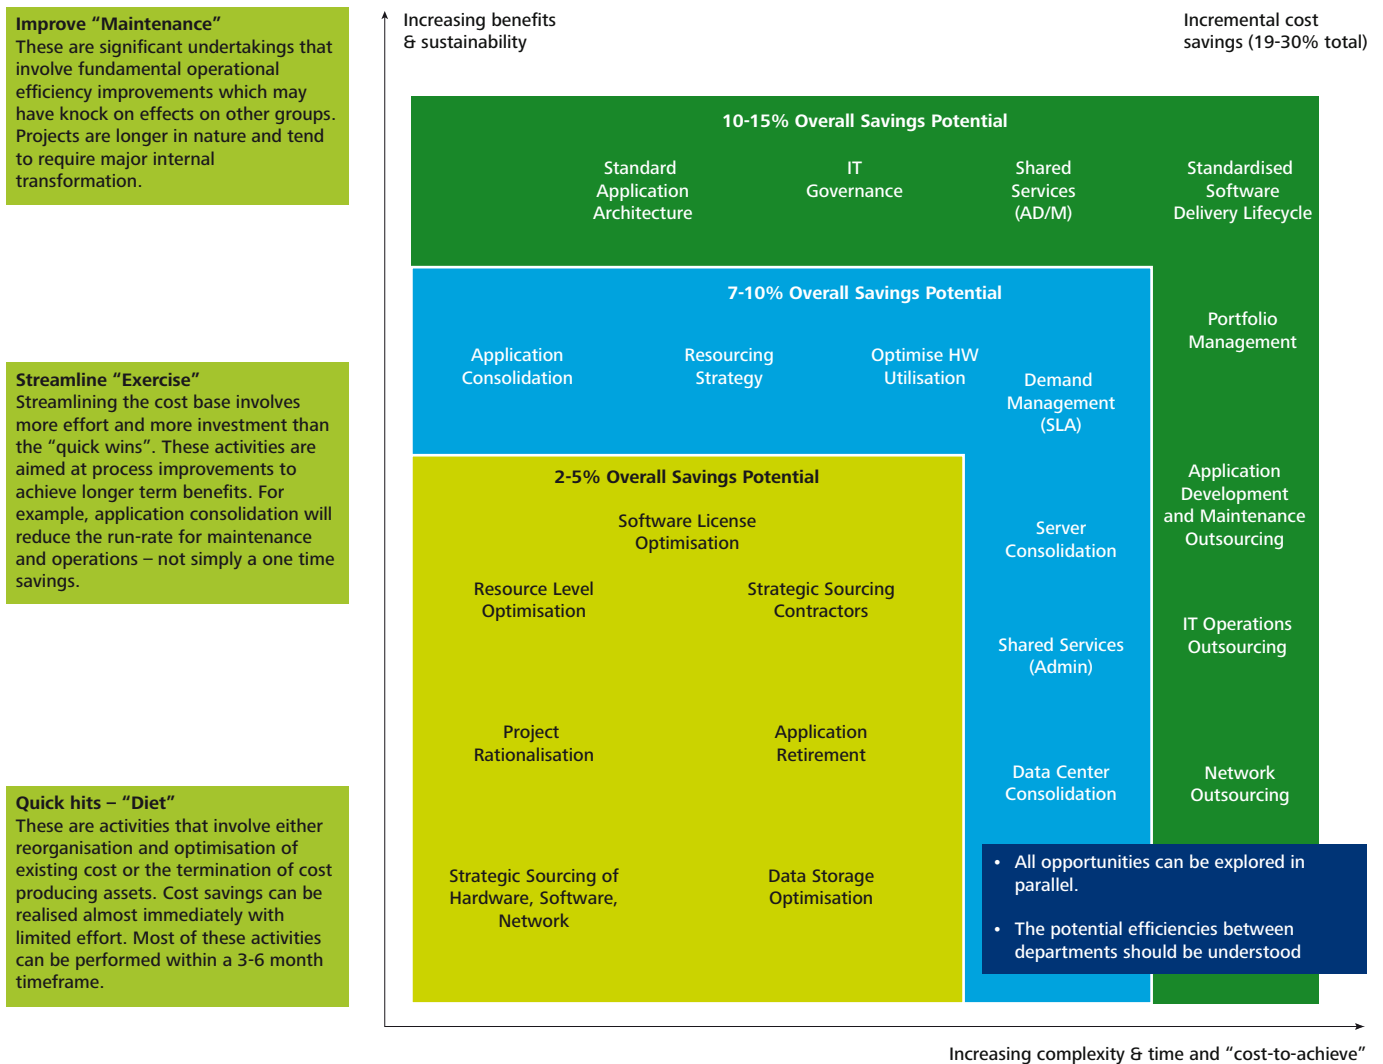 Improve “Maintenance”
These are significant undertakings that
involve fundamental operational
efficiency improvements which may
have knock on effects on other groups.
Projects are longer in nature and tend
to require major internal
transformation.
Streamline “Exercise”
Streamlining the cost base involves
more effort and more investment than
the “quick wins”. These activities are
aimed at process improvements to
achieve longer term benefits. For
example, application consolidation will
reduce the run-rate for maintenance
and operations – not simply a one time
savings.
Quick hits – “Diet”
These are activities that involve either
reorganisation and optimisation of
existing cost or the termination of cost
producing assets. Cost savings can be
realised almost immediately with
limited effort. Most of these activities
can be performed within a 3-6 month
timeframe.
Increasing benefits
& sustainability
Incremental cost
savings (19-30% total)
10-15% Overall Savings Potential
Standard
Application
Architecture
IT
Governance
Shared
Services
(AD/M)
Standardised
Software
Delivery Lifecycle
Portfolio
Management
Application
Development
and Maintenance
Outsourcing
IT Operations
Outsourcing
Network
Outsourcing
7-10% Overall Savings Potential
Application
Consolidation
Resourcing
Strategy
Optimise HW
Utilisation
Demand
Management
(SLA)
Server
Consolidation
Shared Services
(Admin)
Data Center
Consolidation
2-5% Overall Savings Potential
Software License
Optimisation
Resource Level
Optimisation
Strategic Sourcing
Contractors
Project
Rationalisation
Application
Retirement
Strategic Sourcing of
Hardware, Software,
Network
Data Storage
Optimisation
• All opportunities can be explored in
parallel.
• The potential efficiencies between
departments should be understood
Increasing complexity & time and “cost-to-achieve”